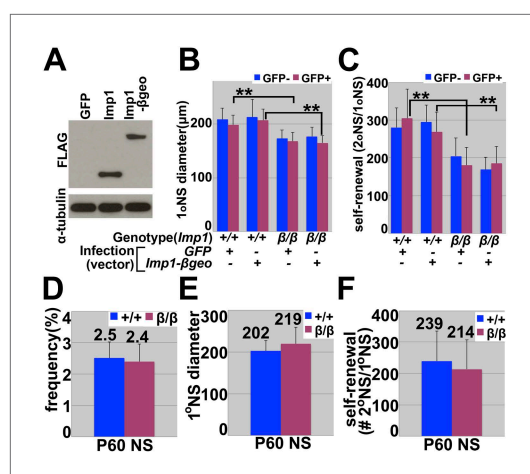 A
GFP
Imp1
Imp1
-βgeo
FLAG
α-tubulin
B
GFP-
GFP+
**
**
200
100
0
1oNS diameter(μm)
C
GFP-
GFP+
**
**
400
300
200
100
0
self-renewal (2oNS/1oNS)
Genotype(Imp1) +/+ +/+ β/β β/β
+/+ +/+ β/β β/β
Infection
(vector)
GFP + - + -
Imp1-βgeo - + - +
+ - + -
- + - +
D
+/+
β/β
4
3
2
1
0
frequency(%)
2.5
2.4
P60 NS
E
+/+
β/β
300
200
100
0
1oNS diameter
202
219
P60 NS
F
+/+
β/β
400
300
200
100
0
self-renewal
(# 2oNS/1oNS)
239
214
P60 NS